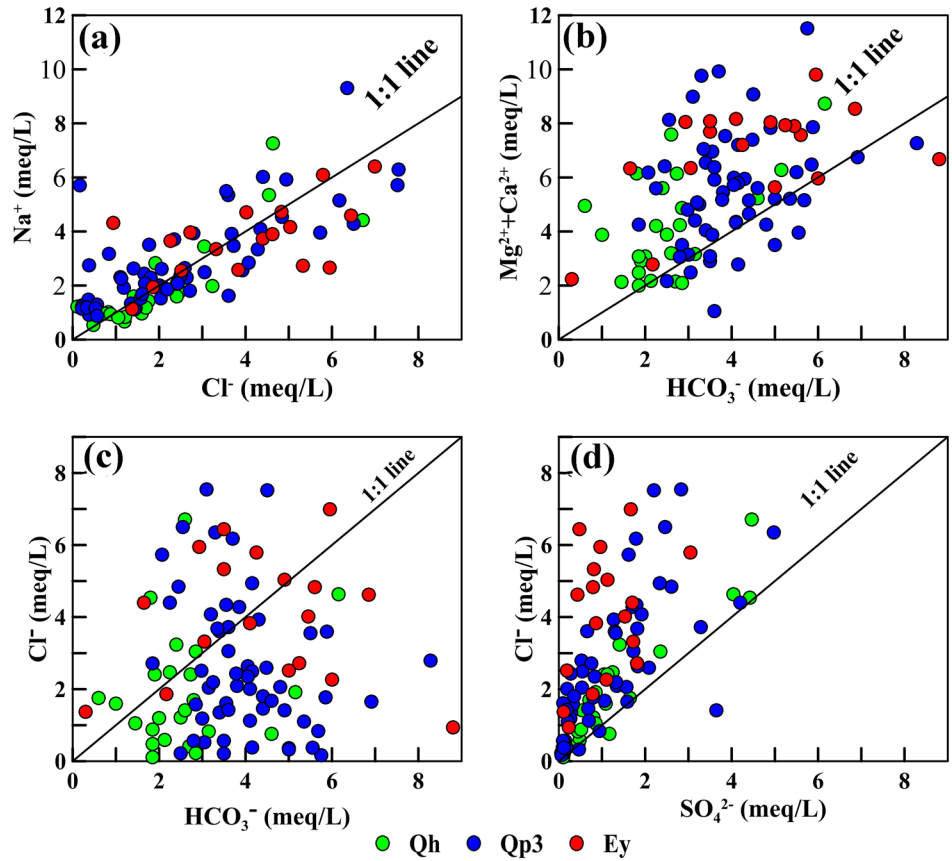 (a)
1:1 line
Na⁺ (meq/L)
12
10
8
6
4
2
0
0 2 4 6 8
Cl⁻ (meq/L)
(b)
1:1 line
Mg²⁺+Ca²⁺ (meq/L)
12
10
8
6
4
2
0
0 2 4 6 8
HCO₃⁻ (meq/L)
(c)
1:1 line
Cl⁻ (meq/L)
8
6
4
2
0
0 2 4 6 8
HCO₃⁻ (meq/L)
(d)
1:1 line
Cl⁻ (meq/L)
8
6
4
2
0
0 2 4 6 8
SO₄²⁻ (meq/L)
Qh Qp3 Ey